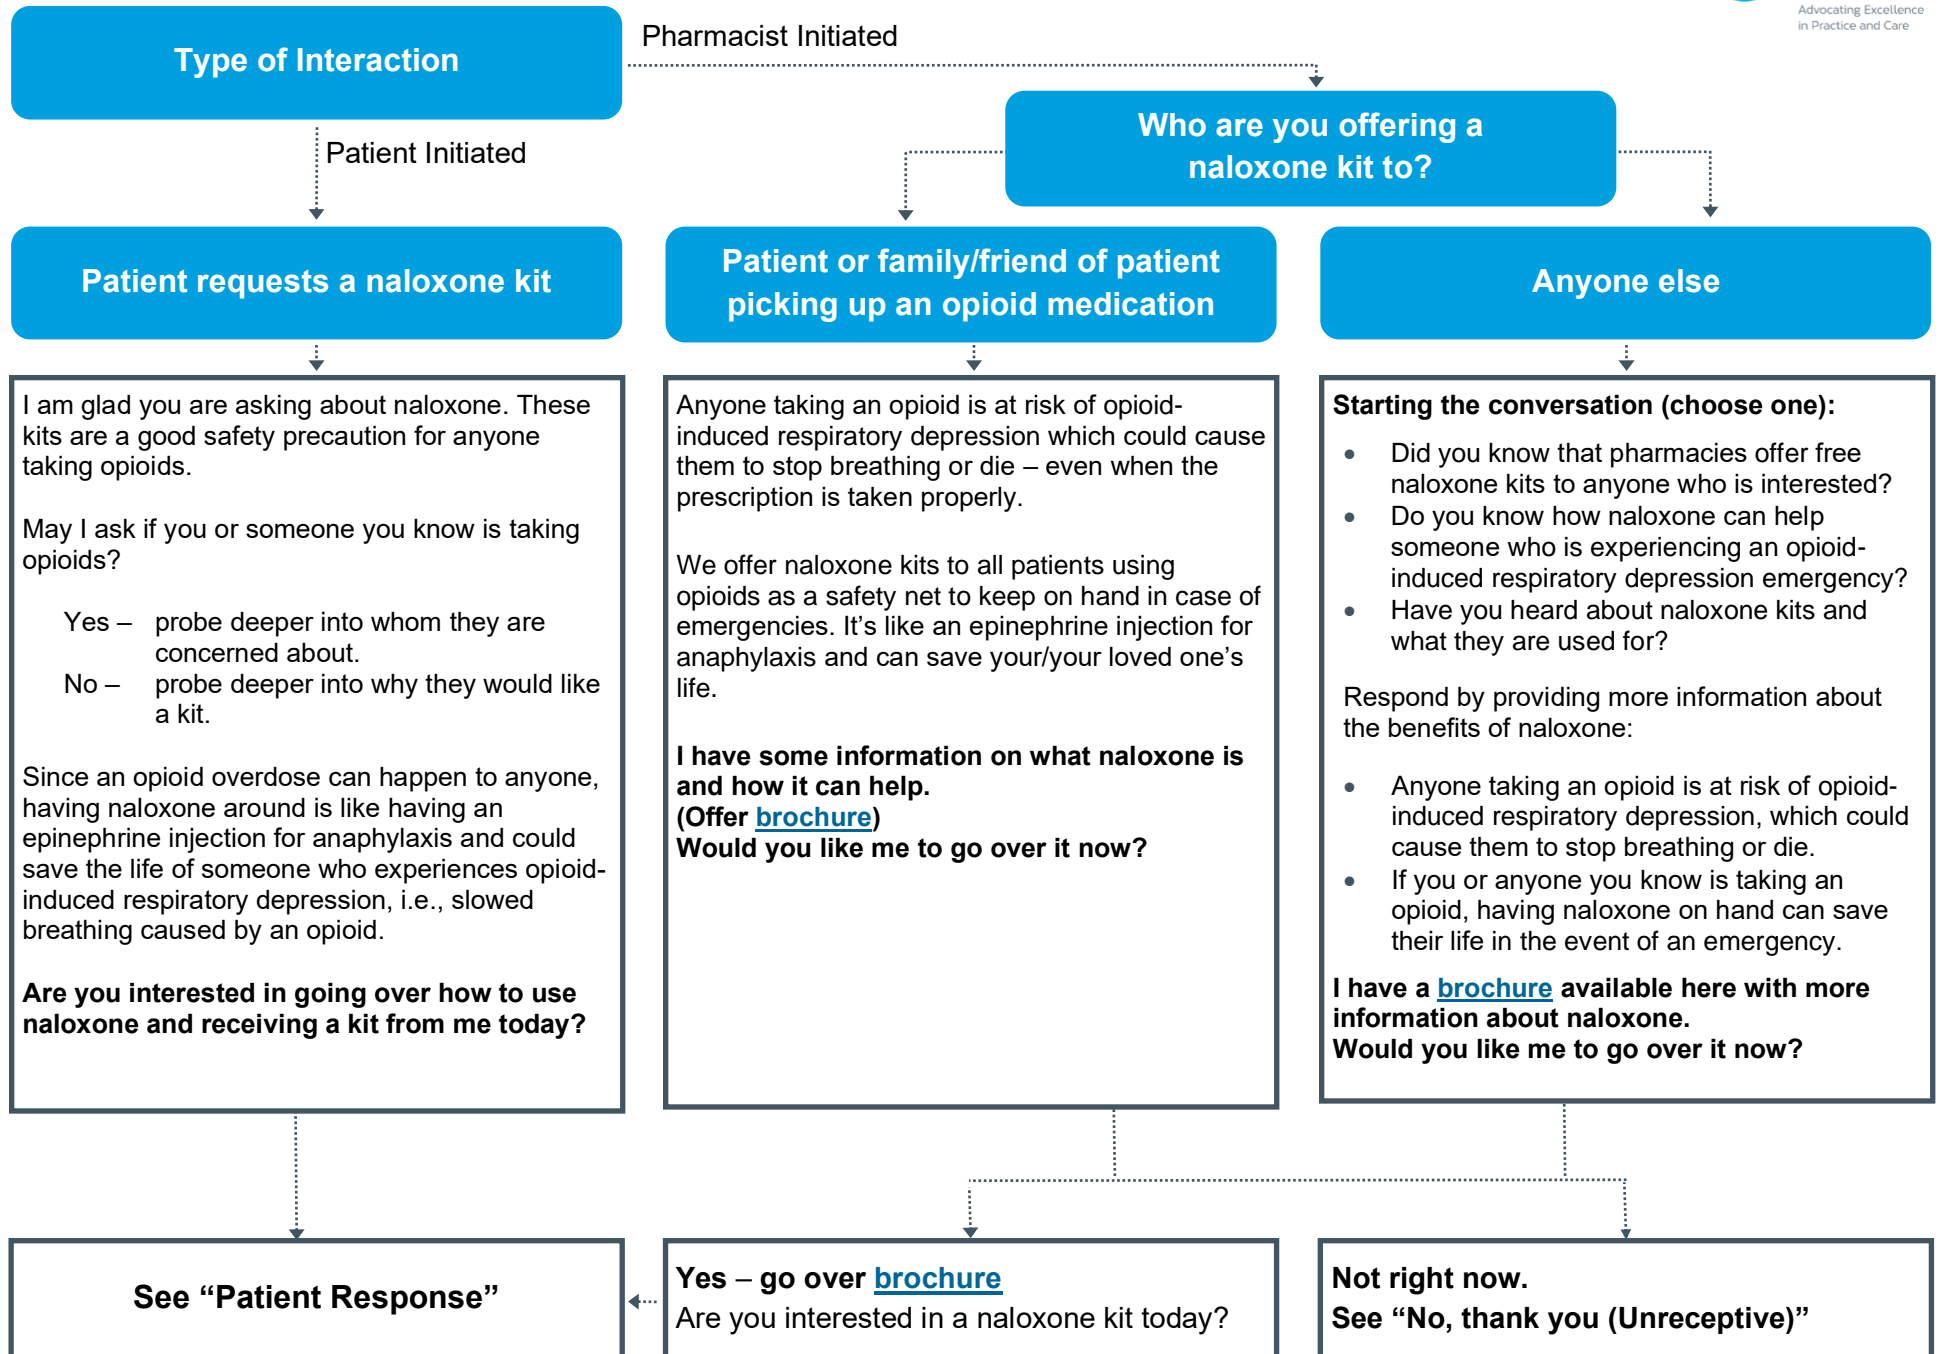 Advocating Excellence
in Practice and Care
Type of Interaction
Pharmacist Initiated
Who are you offering a
naloxone kit to?
Patient Initiated
Patient requests a naloxone kit
Patient or family/friend of patient
picking up an opioid medication
Anyone else
I am glad you are asking about naloxone. These
kits are a good safety precaution for anyone
taking opioids.
May I ask if you or someone you know is taking
opioids?
Yes – probe deeper into whom they are
concerned about.
No – probe deeper into why they would like
a kit.
Since an opioid overdose can happen to anyone,
having naloxone around is like having an
epinephrine injection for anaphylaxis and could
save the life of someone who experiences opioid-
induced respiratory depression, i.e., slowed
breathing caused by an opioid.
Are you interested in going over how to use
naloxone and receiving a kit from me today?
Anyone taking an opioid is at risk of opioid-
induced respiratory depression which could cause
them to stop breathing or die – even when the
prescription is taken properly.
We offer naloxone kits to all patients using
opioids as a safety net to keep on hand in case of
emergencies. It’s like an epinephrine injection for
anaphylaxis and can save your/your loved one’s
life.
I have some information on what naloxone is
and how it can help.
(Offer brochure)
Would you like me to go over it now?
Starting the conversation (choose one):
• Did you know that pharmacies offer free
naloxone kits to anyone who is interested?
• Do you know how naloxone can help
someone who is experiencing an opioid-
induced respiratory depression emergency?
• Have you heard about naloxone kits and
what they are used for?
Respond by providing more information about
the benefits of naloxone:
• Anyone taking an opioid is at risk of opioid-
induced respiratory depression, which could
cause them to stop breathing or die.
• If you or anyone you know is taking an
opioid, having naloxone on hand can save
their life in the event of an emergency.
I have a brochure available here with more
information about naloxone.
Would you like me to go over it now?
See “Patient Response”
Yes – go over brochure
Are you interested in a naloxone kit today?
Not right now.
See “No, thank you (Unreceptive)”